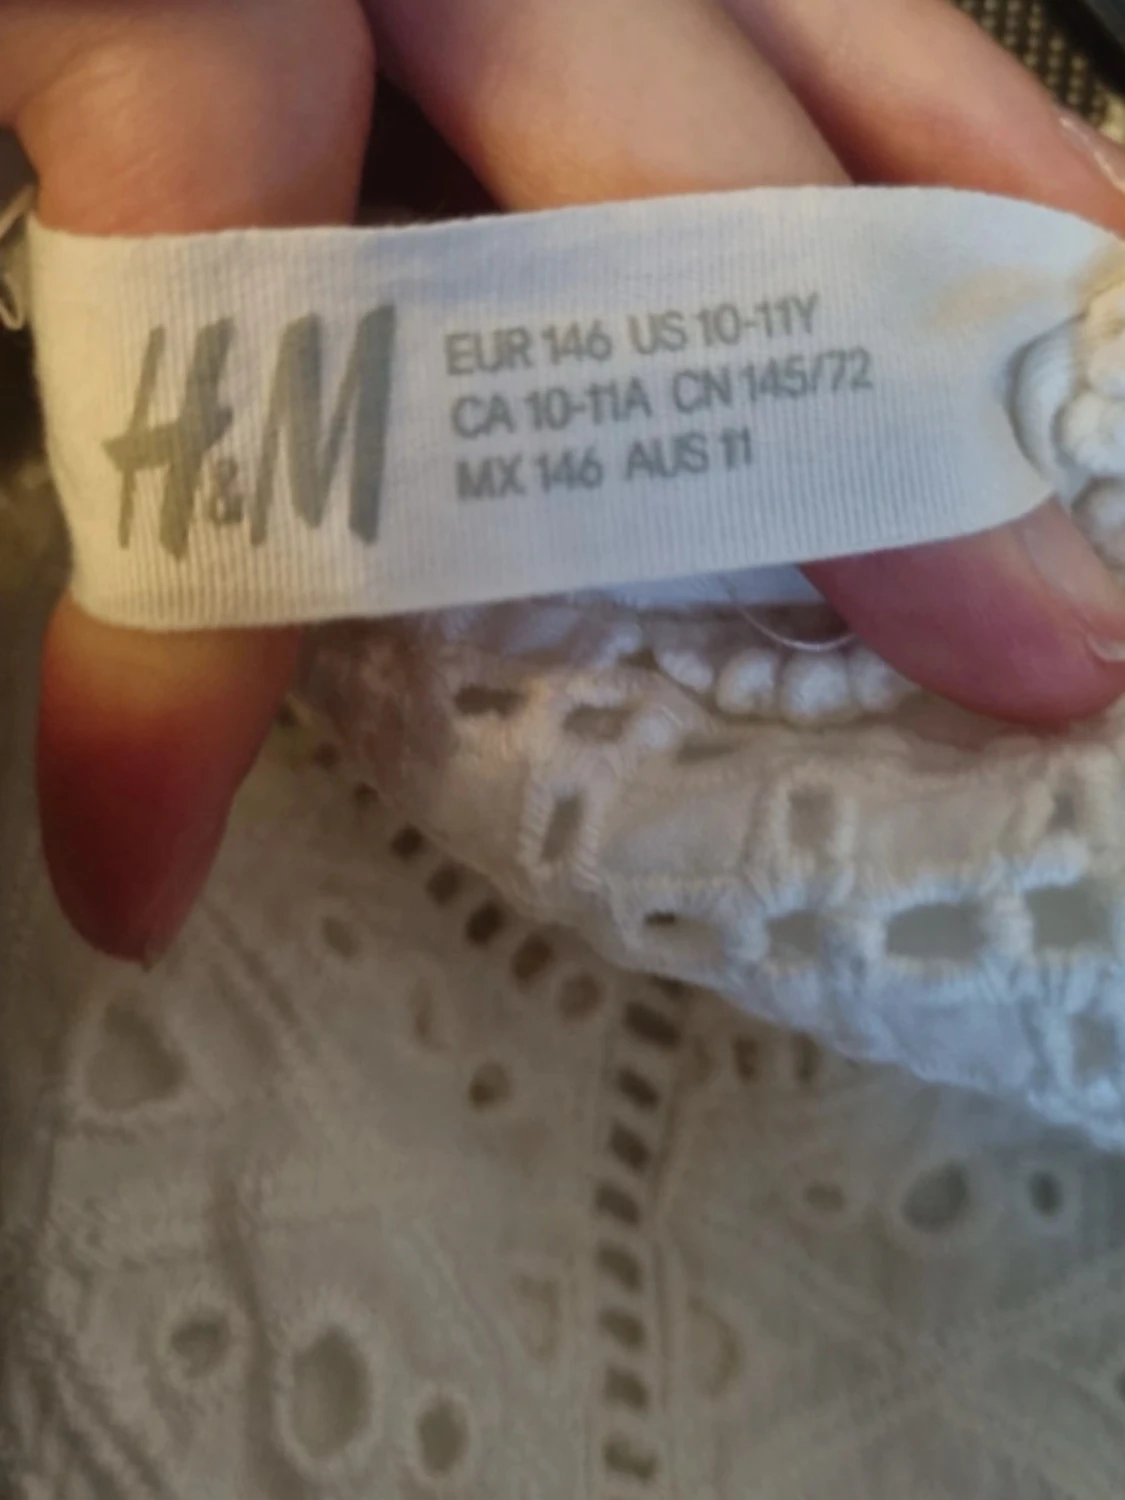 H&M
EUR 146 US 10-11Y
CA 10-11A CN 145/72
MX 146 AUS 11